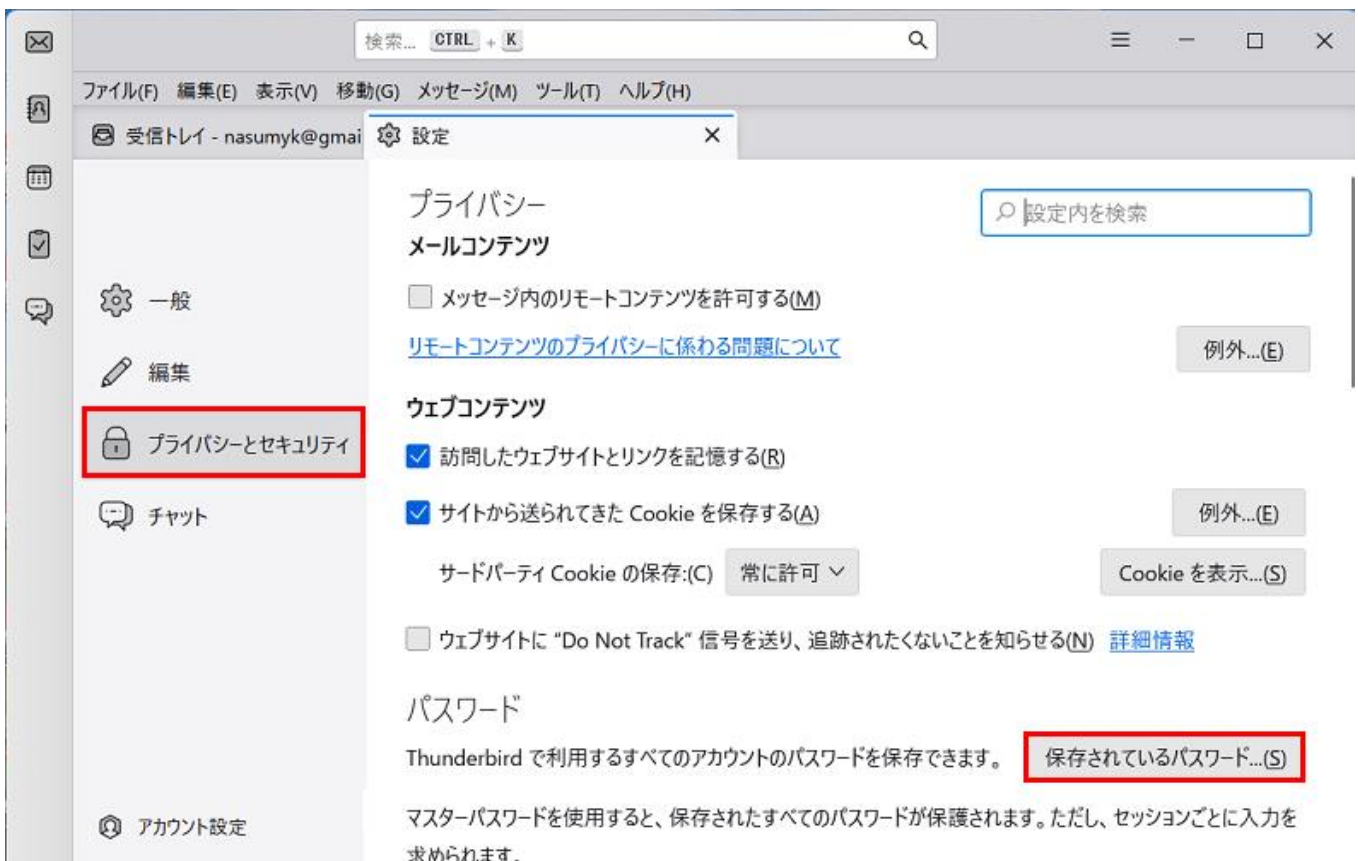 検索... CTRL + K
ファイル(F) 編集(E) 表示(V) 移動(G) メッセージ(M) ツール(T) ヘルプ(H)
受信トレイ - nasumyk@gmai
設定
一般
編集
プライバシーとセキュリティ
チャット
アカウント設定
プライバシー
設定内を検索
メールコンテンツ
メッセージ内のリモートコンテンツを許可する(M)
リモートコンテンツのプライバシーに係わる問題について
例外...(E)
ウェブコンテンツ
訪問したウェブサイトとリンクを記憶する(R)
サイトから送られてきた Cookie を保存する(A)
例外...(E)
サードパーティ Cookie の保存:(C) 常に許可
Cookie を表示...(S)
ウェブサイトに “Do Not Track” 信号を送り、追跡されたくないことを知らせる(N) 詳細情報
パスワード
Thunderbird で利用するすべてのアカウントのパスワードを保存できます。
保存されているパスワード...(S)
マスターパスワードを使用すると、保存されたすべてのパスワードが保護されます。ただし、セッションごとに入力を
求められます。